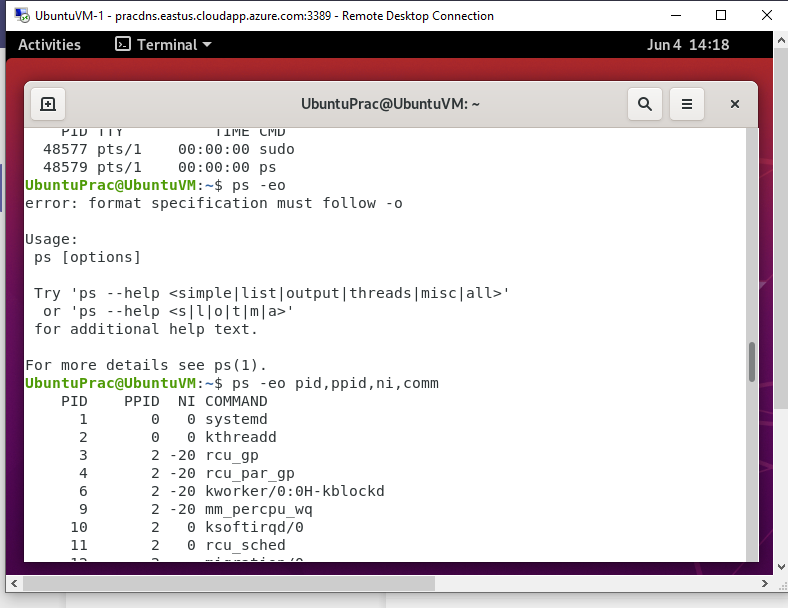 UbuntuVM-1 - pracdns.eastus.cloudapp.azure.com:3389 - Remote Desktop Connection
Activities Terminal Jun 4 14:18
UbuntuPrac@UbuntuVM: ~
PID TTY TIME CMD
48577 pts/1 00:00:00 sudo
48579 pts/1 00:00:00 ps
UbuntuPrac@UbuntuVM:~$ ps -eo
error: format specification must follow -o
Usage:
ps [options]
Try 'ps --help <simple|list|output|threads|misc|all>'
or 'ps --help <s|l|o|t|m|a>'
for additional help text.
For more details see ps(1).
UbuntuPrac@UbuntuVM:~$ ps -eo pid,ppid,ni,comm
PID PPID NI COMMAND
1 0 0 systemd
2 0 0 kthreadd
3 2 -20 rcu_gp
4 2 -20 rcu_par_gp
6 2 -20 kworker/0:0H-kblockd
9 2 -20 mm_percpu_wq
10 2 0 ksoftirqd/0
11 2 0 rcu_sched